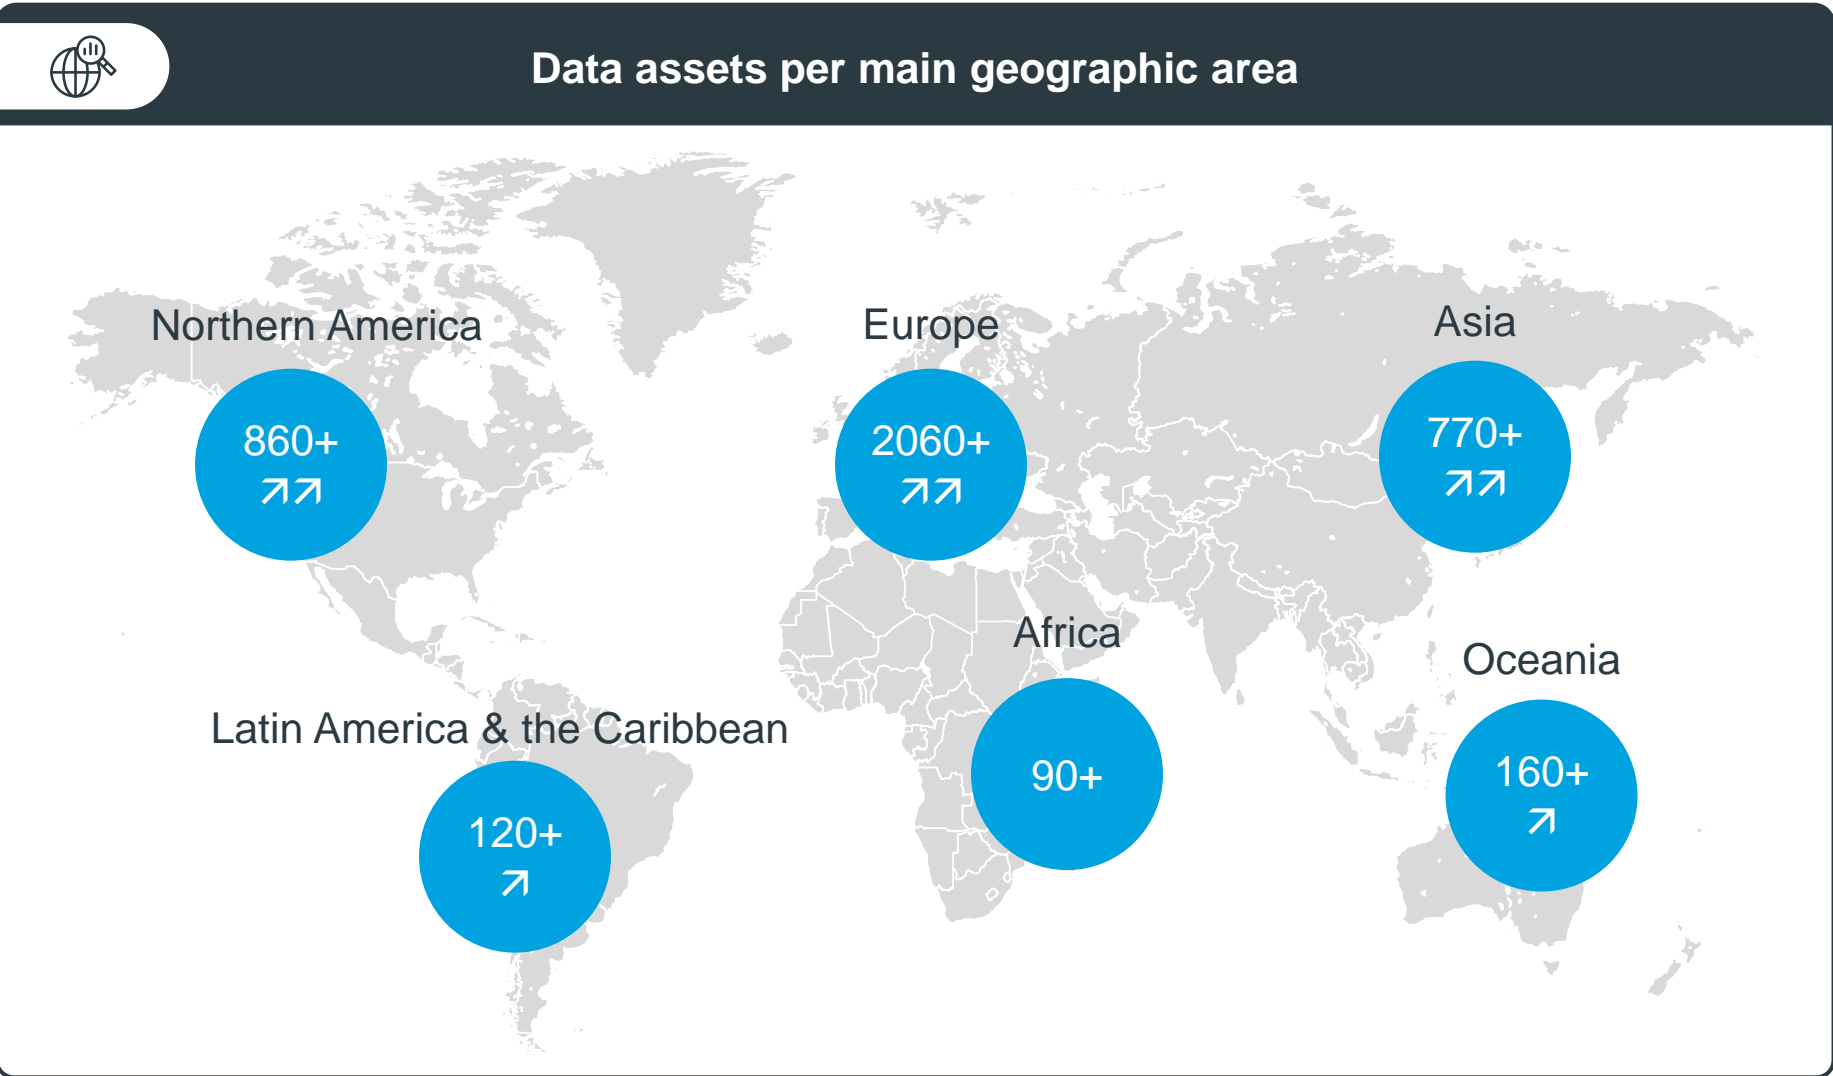 Data assets per main geographic area
Northern America
860+
↗↗
Europe
2060+
↗↗
Asia
770+
↗↗
Latin America & the Caribbean
120+
↗
Africa
90+
Oceania
160+
↗